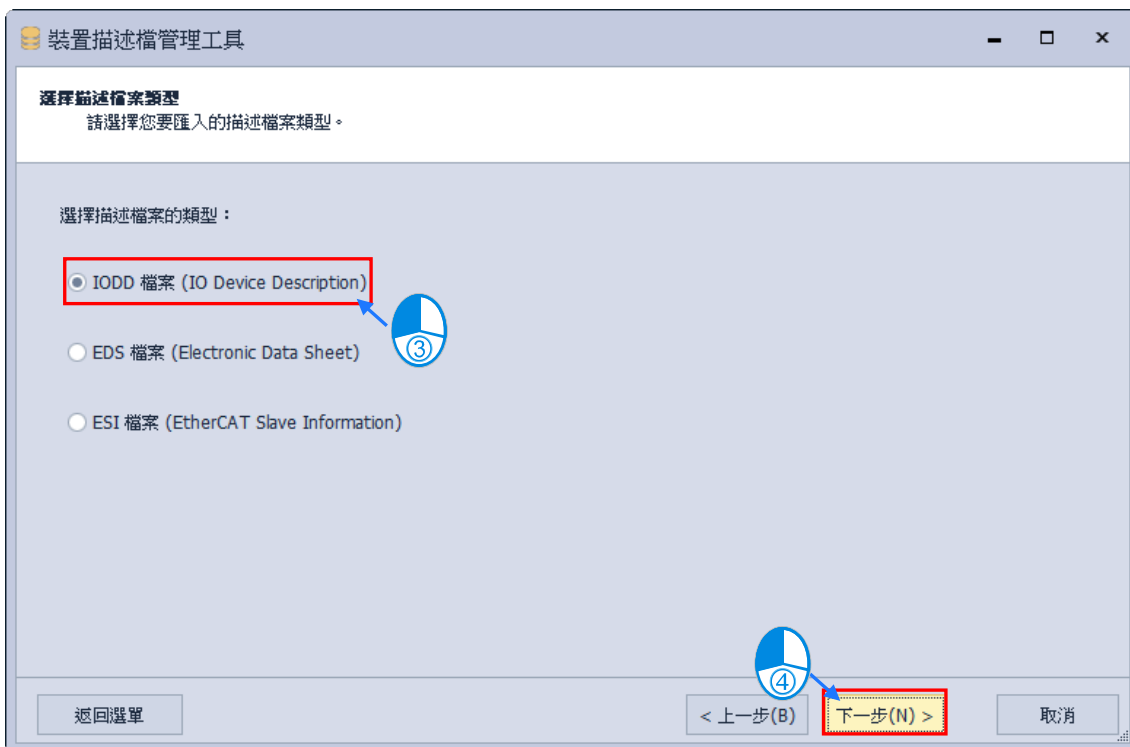 裝置描述檔管理工具
選擇描述檔案類型
請選擇您要匯入的描述檔案類型。
選擇描述檔案的類型：
IODD 檔案 (IO Device Description)
③
EDS 檔案 (Electronic Data Sheet)
ESI 檔案 (EtherCAT Slave Information)
④
返回選單
< 上一步(B)
下一步(N) >
取消